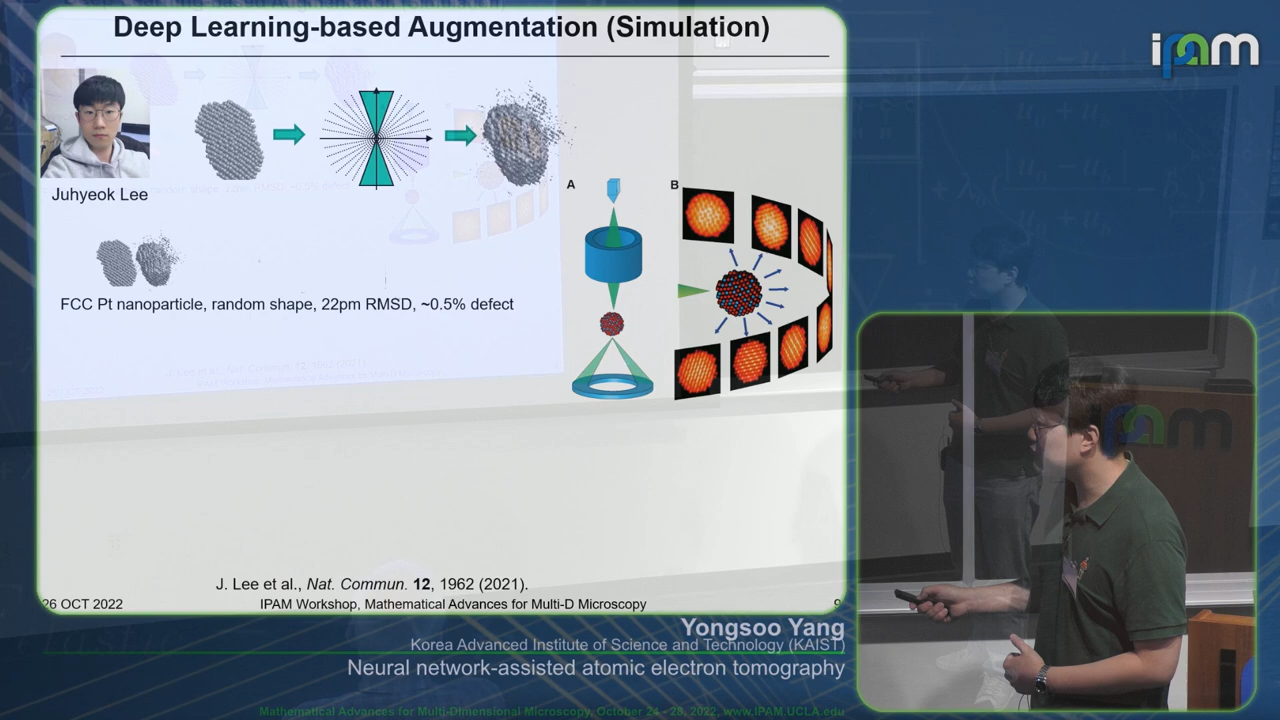 Deep Learning-based Augmentation (Simulation)
ipam
Juhyeok Lee
A
B
FCC Pt nanoparticle, random shape, 22pm RMSD, ~0.5% defect
J. Lee et al., Nat. Commun. 12, 1962 (2021).
26 OCT 2022
IPAM Workshop, Mathematical Advances for Multi-D Microscopy
9
Yongsoo Yang
Korea Advanced Institute of Science and Technology (KAIST)
Neural network-assisted atomic electron tomography
Mathematical Advances for Multi-Dimensional Microscopy, October 24 - 28, 2022, www.IPAM.UCLA.edu